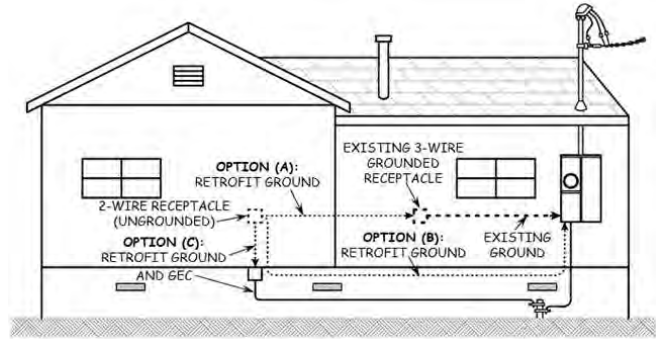 OPTION (A):
RETROFIT GROUND
EXISTING 3-WIRE
GROUNDED
RECEPTACLE
2-WIRE RECEPTACLE
(UNGROUNDED)
OPTION (C):
RETROFIT GROUND
AND GEC
OPTION (B):
RETROFIT GROUND
EXISTING
GROUND